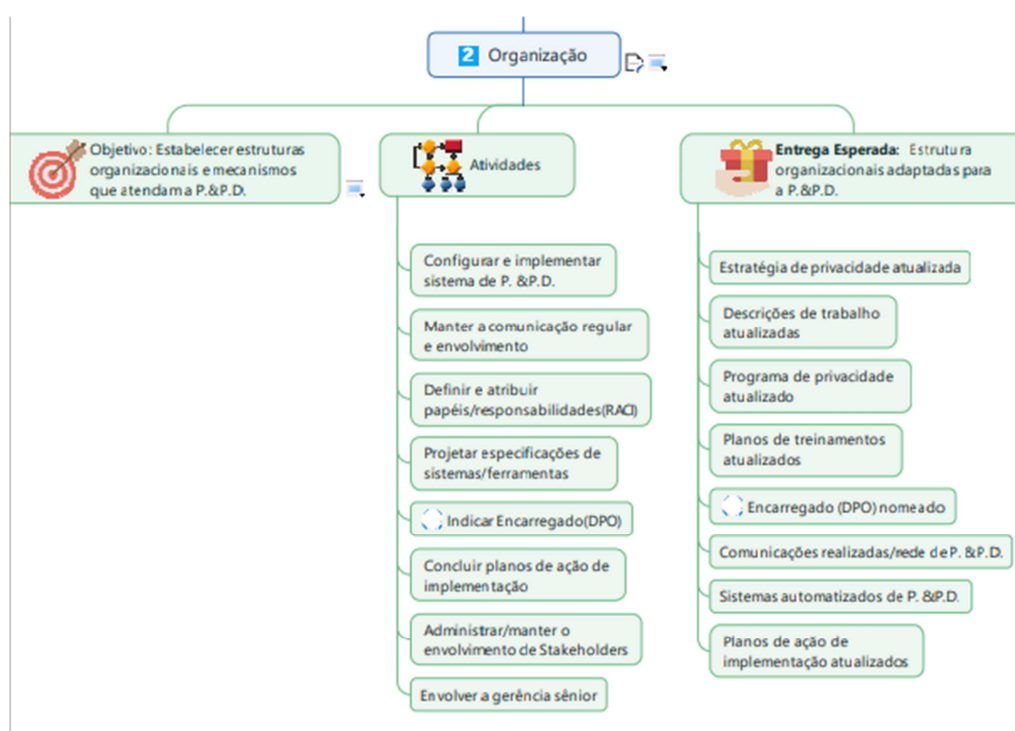 2 Organização
Objetivo: Estabelecer estruturas
organizacionais e mecanismos
que atendam a P.&P.D.
Atividades
Configurar e implementar
sistema de P. &P.D.
Manter a comunicação regular
e envolvimento
Definir e atribuir
papéis/responsabilidades(RACI)
Projetar especificações de
sistemas/ferramentas
Indicar Encarregado(DPO)
Concluir planos de ação de
implementação
Administrar/manter o
envolvimento de Stakeholders
Envolver a gerência sênior
Entrega Esperada: Estrutura
organizacionais adaptadas para
a P.&P.D.
Estratégia de privacidade atualizada
Descrições de trabalho
atualizadas
Programa de privacidade
atualizado
Planos de treinamentos
atualizados
Encarregado (DPO) nomeado
Comunicações realizadas/rede de P. &P.D.
Sistemas automatizados de P. &P.D.
Planos de ação de
implementação atualizados